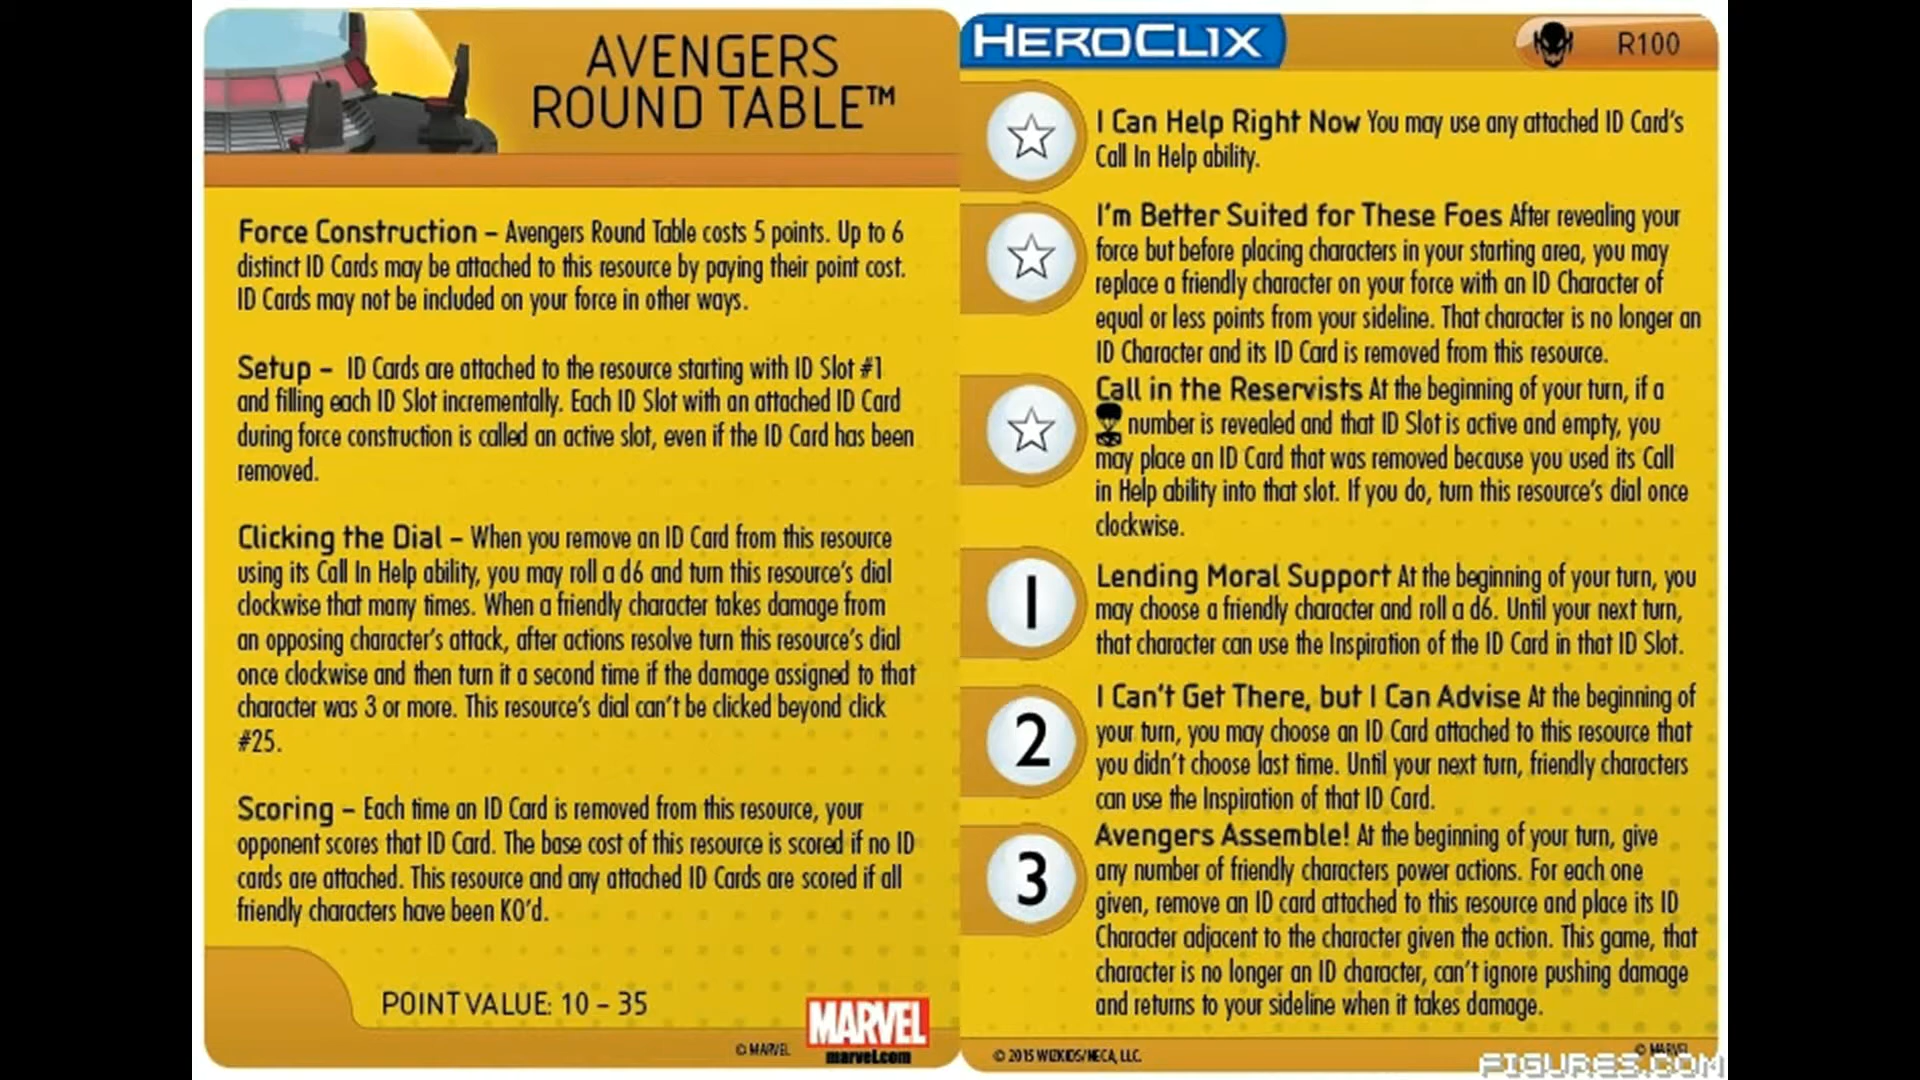 AVENGERS
ROUND TABLE™
Force Construction – Avengers Round Table costs 5 points. Up to 6
distinct ID Cards may be attached to this resource by paying their point cost.
ID Cards may not be included on your force in other ways.
Setup – ID Cards are attached to the resource starting with ID Slot #1
and filling each ID Slot incrementally. Each ID Slot with an attached ID Card
during force construction is called an active slot, even if the ID Card has been
removed.
Clicking the Dial – When you remove an ID Card from this resource
using its Call In Help ability, you may roll a d6 and turn this resource's dial
clockwise that many times. When a friendly character takes damage from
an opposing character's attack, after actions resolve turn this resource's dial
once clockwise and then turn it a second time if the damage assigned to that
character was 3 or more. This resource's dial can't be clicked beyond click
#25.
Scoring – Each time an ID Card is removed from this resource, your
opponent scores that ID Card. The base cost of this resource is scored if no ID
cards are attached. This resource and any attached ID Cards are scored if all
friendly characters have been KO'd.
POINT VALUE: 10 – 35
MARVEL
marvel.com
© MARVEL
HEROCLIX
R100
I Can Help Right Now You may use any attached ID Card's
Call In Help ability.
I'm Better Suited for These Foes After revealing your
force but before placing characters in your starting area, you may
replace a friendly character on your force with an ID Character of
equal or less points from your sideline. That character is no longer an
ID Character and its ID Card is removed from this resource.
Call in the Reservists At the beginning of your turn, if a
number is revealed and that ID Slot is active and empty, you
may place an ID Card that was removed because you used its Call
in Help ability into that slot. If you do, turn this resource's dial once
clockwise.
1
Lending Moral Support At the beginning of your turn, you
may choose a friendly character and roll a d6. Until your next turn,
that character can use the Inspiration of the ID Card in that ID Slot.
2
I Can't Get There, but I Can Advise At the beginning of
your turn, you may choose an ID Card attached to this resource that
you didn't choose last time. Until your next turn, friendly characters
can use the Inspiration of that ID Card.
3
Avengers Assemble! At the beginning of your turn, give
any number of friendly characters power actions. For each one
given, remove an ID card attached to this resource and place its ID
Character adjacent to the character given the action. This game, that
character is no longer an ID character, can't ignore pushing damage
and returns to your sideline when it takes damage.
© 2015 WIZKIDS/NECA, LLC.
© MARVEL
FIGURES.COM